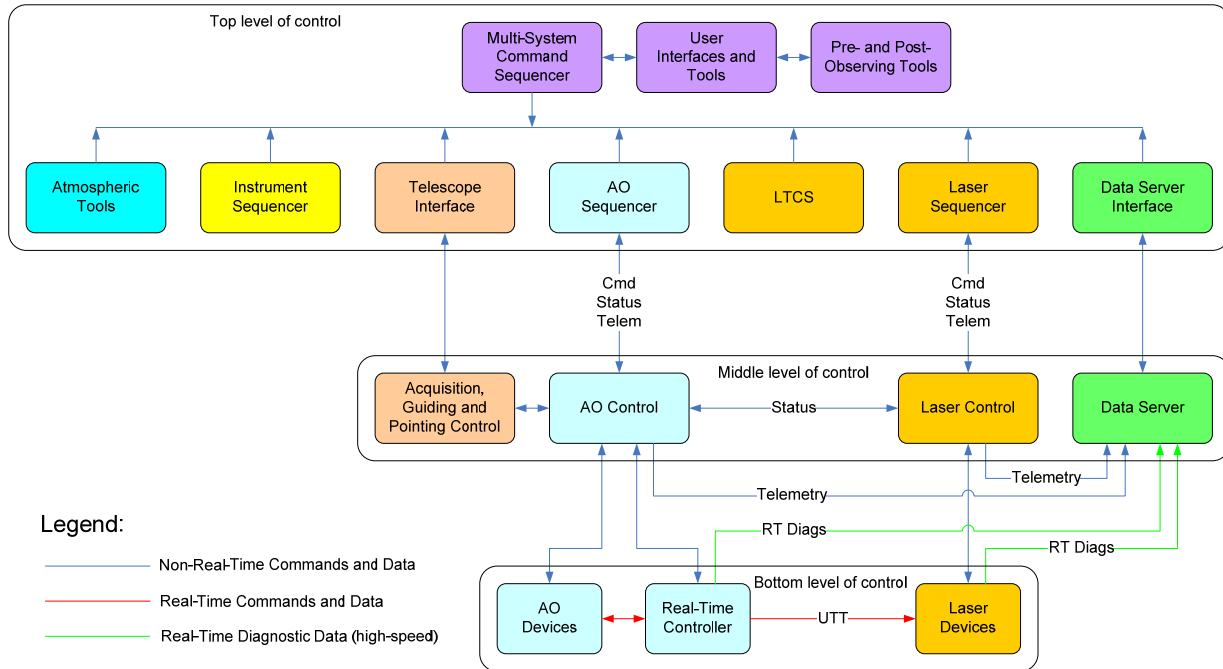 Top level of control
Multi-System
Command
Sequencer
User
Interfaces and
Tools
Pre- and Post-
Observing Tools
Atmospheric
Tools
Instrument
Sequencer
Telescope
Interface
AO
Sequencer
LTCS
Laser
Sequencer
Data Server
Interface
Cmd
Status
Telem
Cmd
Status
Telem
Middle level of control
Acquisition,
Guiding and
Pointing Control
AO Control
Status
Laser Control
Data Server
Telemetry
Telemetry
RT Diags
RT Diags
Legend:
Non-Real-Time Commands and Data
Real-Time Commands and Data
Real-Time Diagnostic Data (high-speed)
Bottom level of control
AO
Devices
Real-Time
Controller
UTT
Laser
Devices